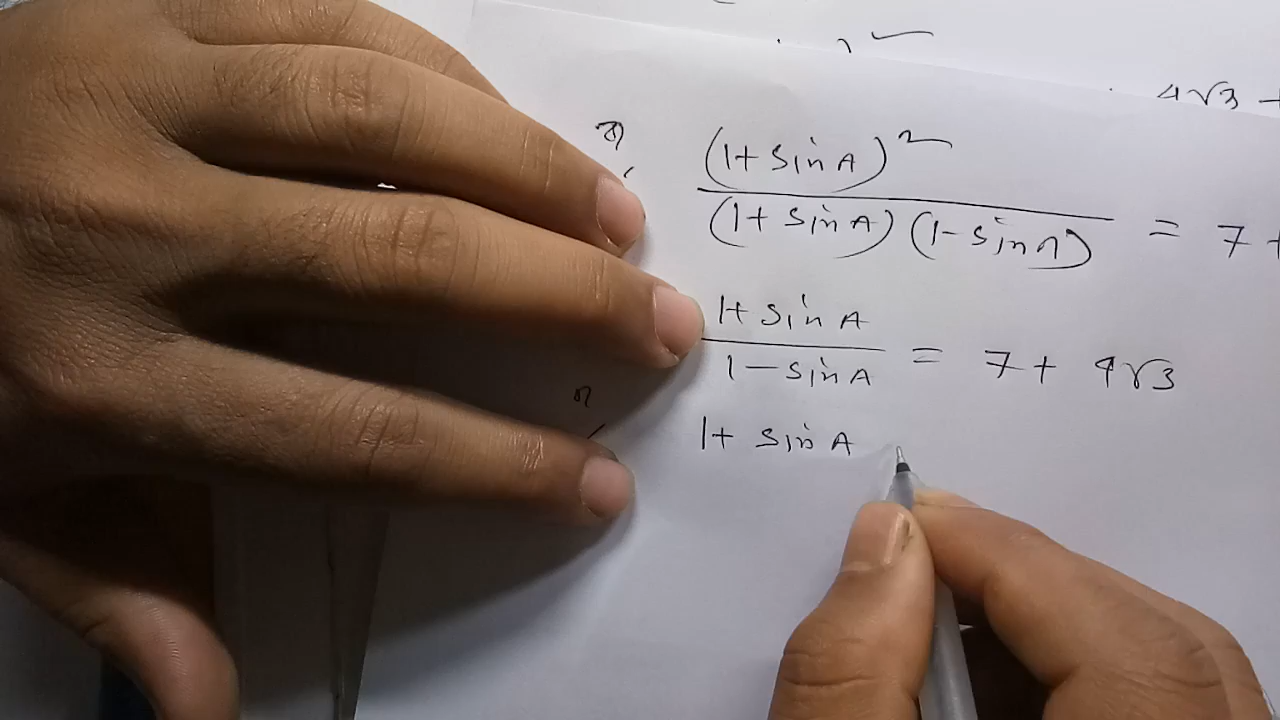 4√3 +
বা, (1 + sin A)²
(1 + sin A) (1 - sin A) = 7 +
1 + sin A
1 - sin A = 7 + 4√3
বা, 1 + sin A